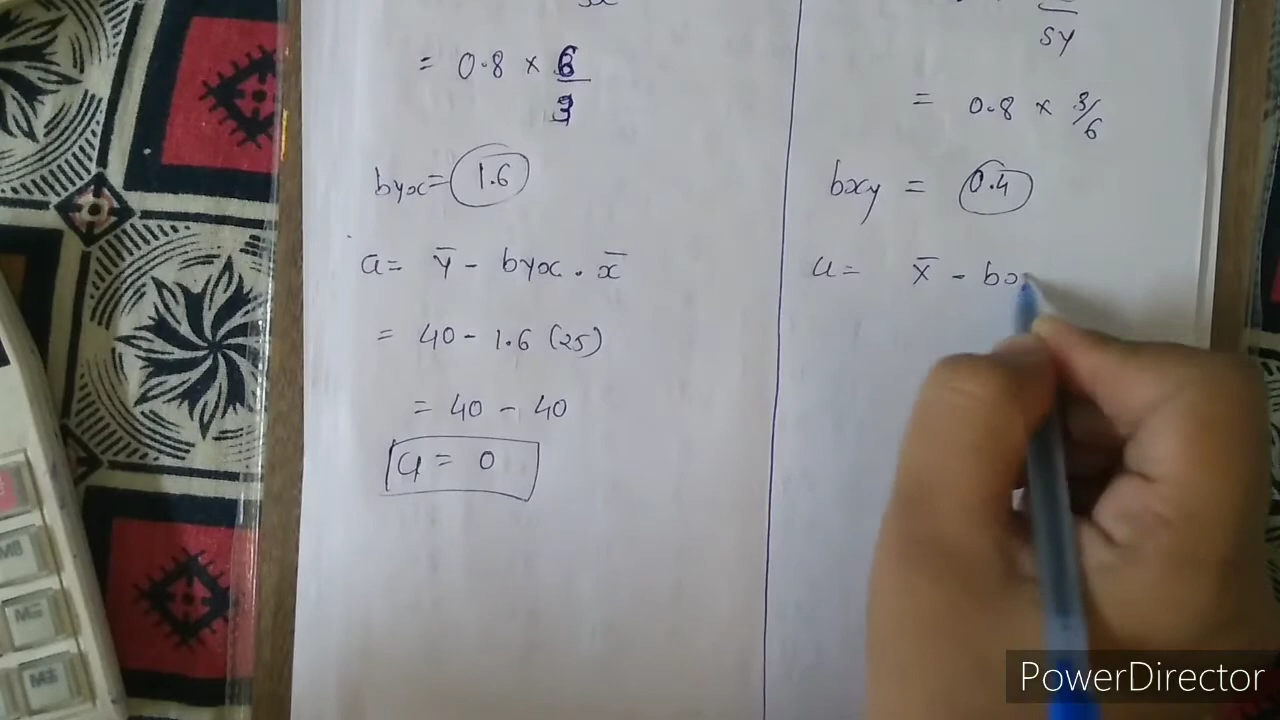 = 0.8 × 6
3
byx = 1.6
a = ȳ - byx . x̄
= 40 - 1.6 (25)
= 40 - 40
a = 0
SY
= 0.8 × 3/6
bxy = 0.4
a = x̄ - bx
M=
PowerDirector